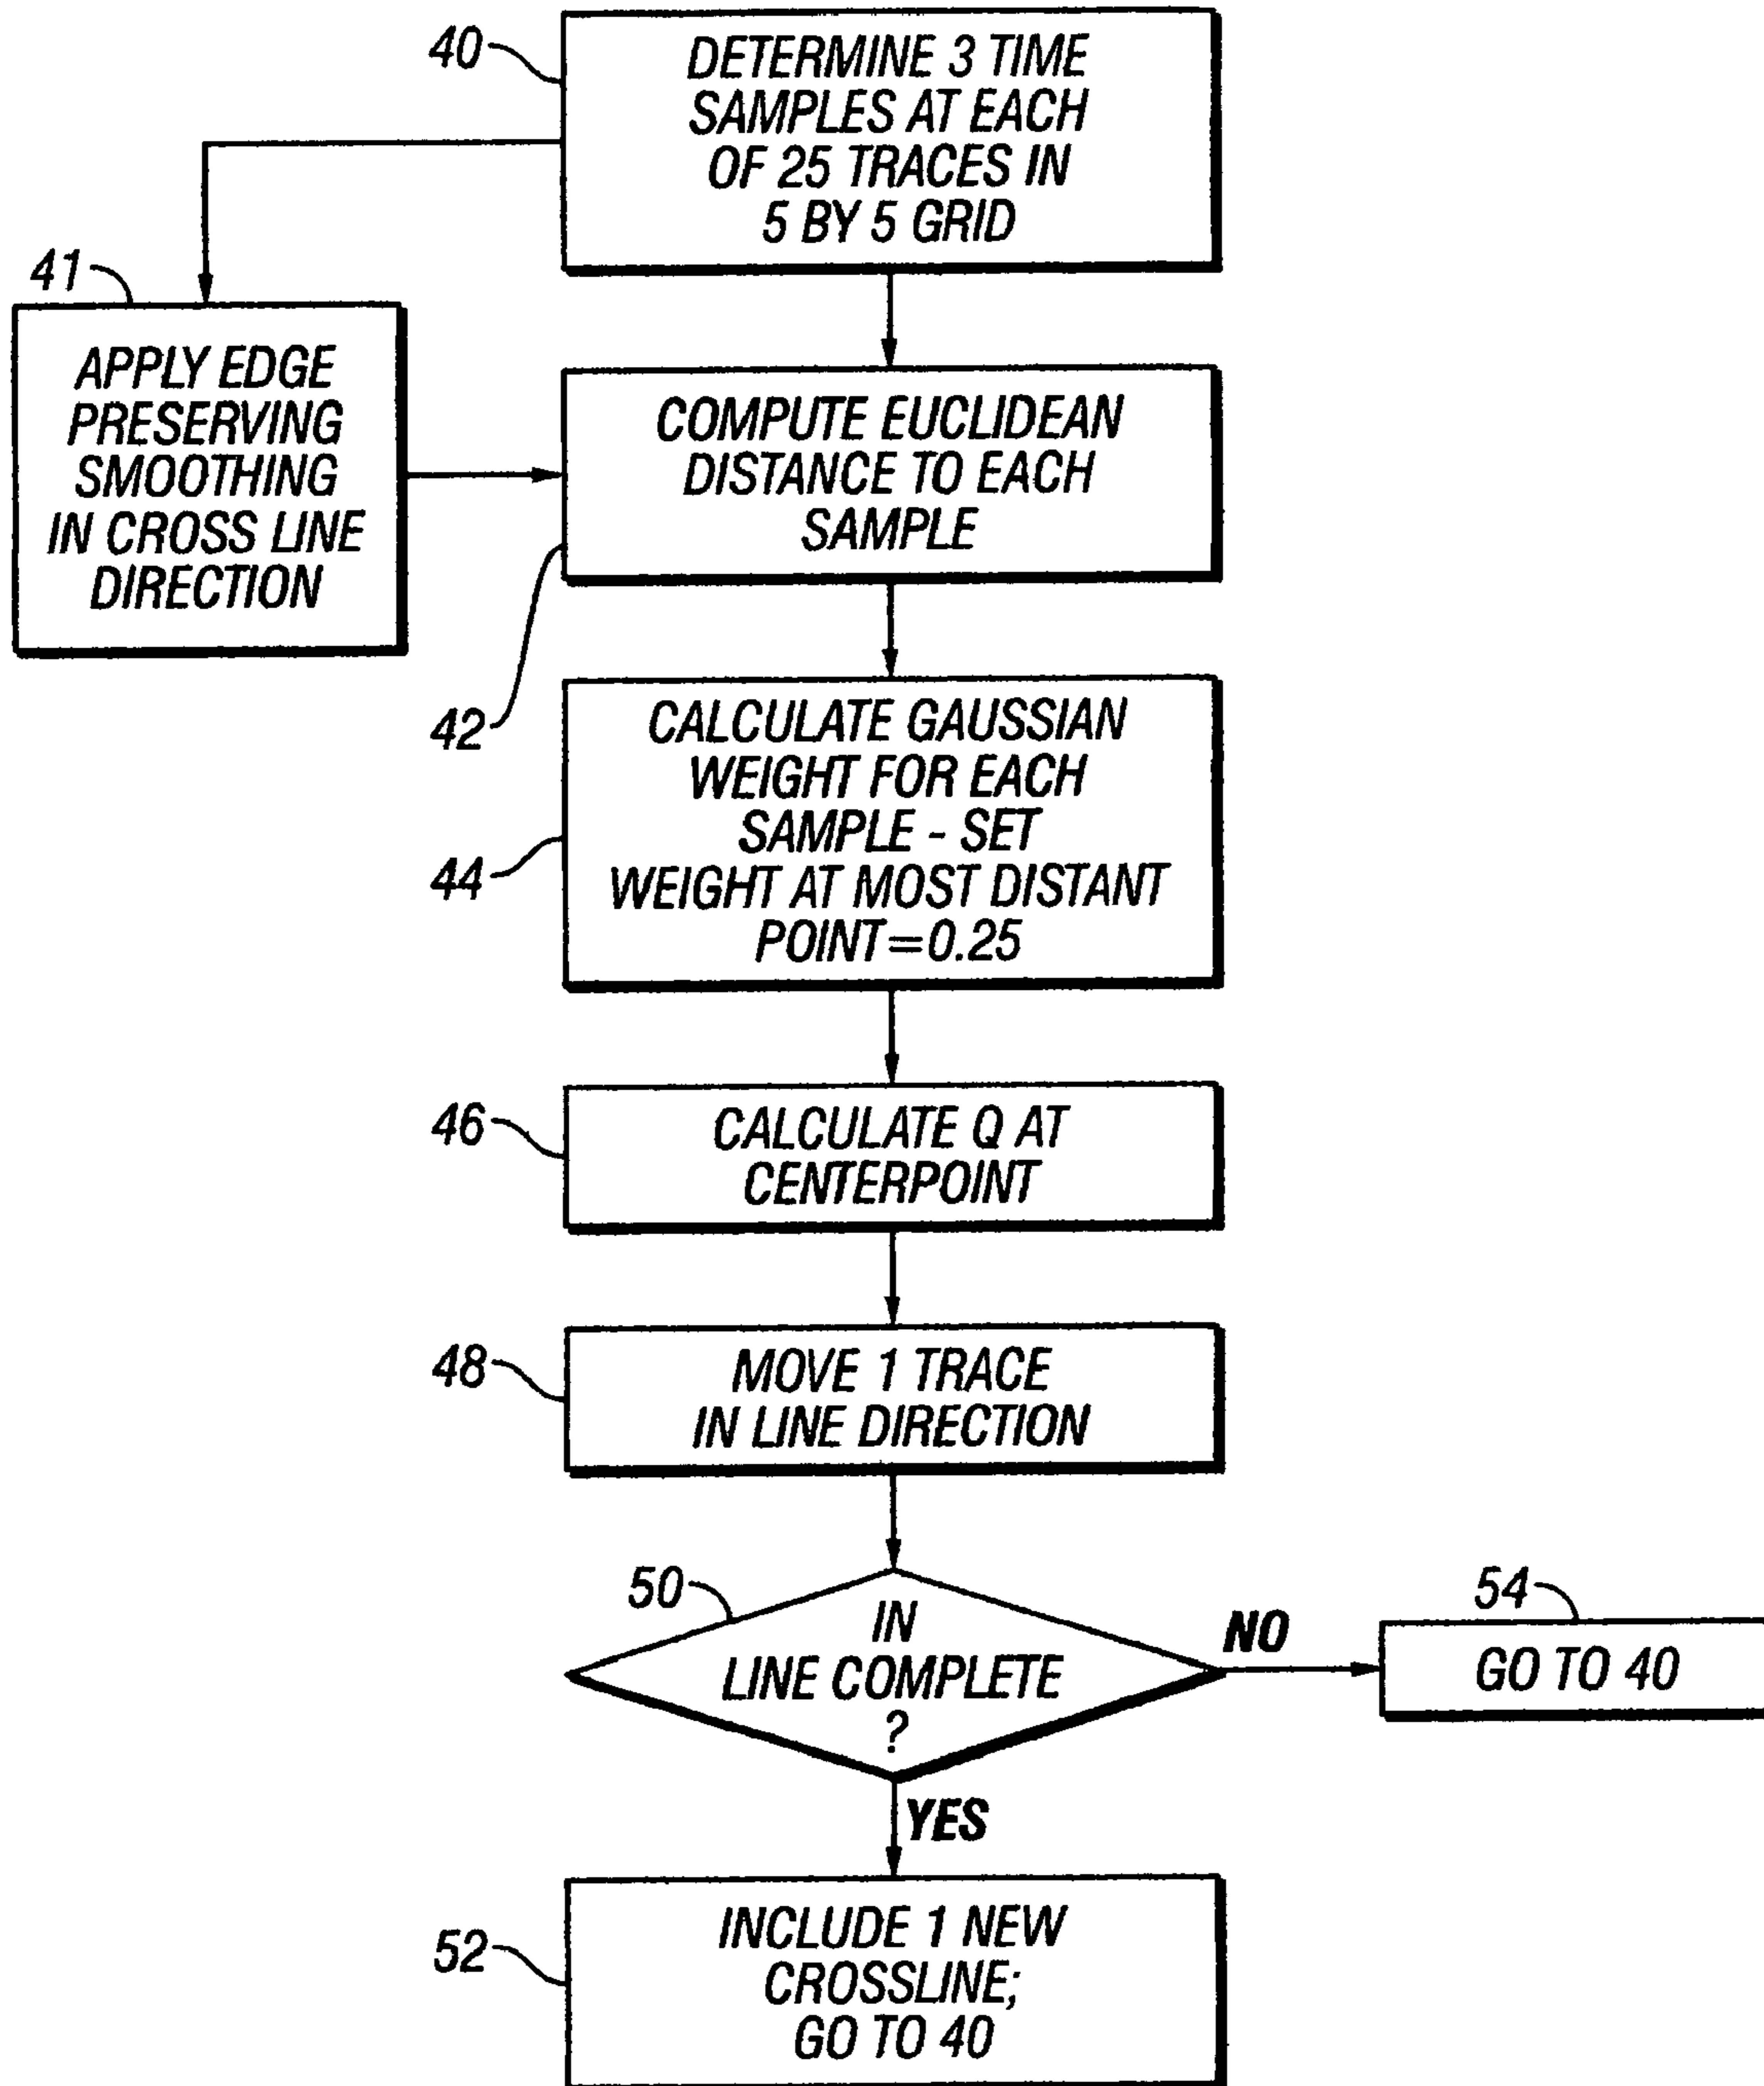 40
DETERMINE 3 TIME
SAMPLES AT EACH
OF 25 TRACES IN
5 BY 5 GRID
41
APPLY EDGE
PRESERVING
SMOOTHING
IN CROSS LINE
DIRECTION
COMPUTE EUCLIDEAN
DISTANCE TO EACH
SAMPLE
42
CALCULATE GAUSSIAN
WEIGHT FOR EACH
SAMPLE - SET
WEIGHT AT MOST DISTANT
POINT=0.25
44
46
CALCULATE Q AT
CENTERPOINT
48
MOVE 1 TRACE
IN LINE DIRECTION
50
IN
LINE COMPLETE
?
NO
54
GO TO 40
YES
52
INCLUDE 1 NEW
CROSSLINE;
GO TO 40